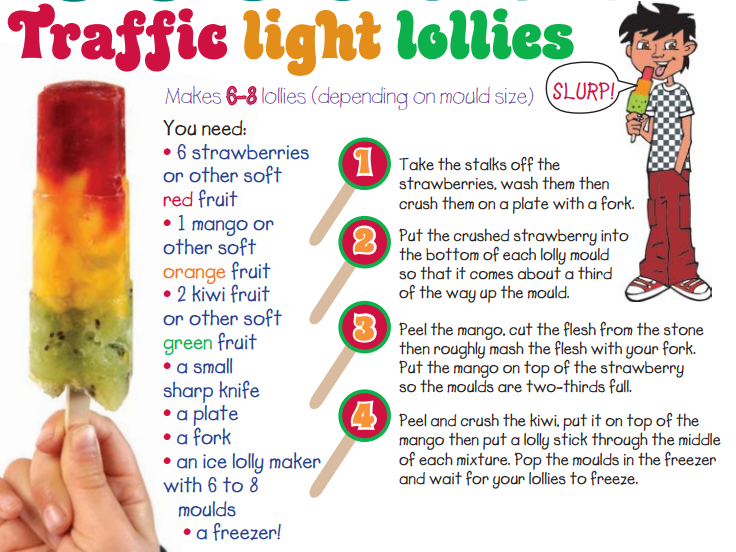 Traffic light lollies
Makes 6-8 lollies (depending on mould size)
SLURP!
You need:
• 6 strawberries
or other soft
red fruit
• 1 mango or
other soft
orange fruit
• 2 kiwi fruit
or other soft
green fruit
• a small
sharp knife
• a plate
• a fork
• an ice lolly maker
with 6 to 8
moulds
• a freezer!
1
Take the stalks off the
strawberries, wash them then
crush them on a plate with a fork.
2
Put the crushed strawberry into
the bottom of each lolly mould
so that it comes about a third
of the way up the mould.
3
Peel the mango, cut the flesh from the stone
then roughly mash the flesh with your fork.
Put the mango on top of the strawberry
so the moulds are two-thirds full.
4
Peel and crush the kiwi, put it on top of the
mango then put a lolly stick through the middle
of each mixture. Pop the moulds in the freezer
and wait for your lollies to freeze.